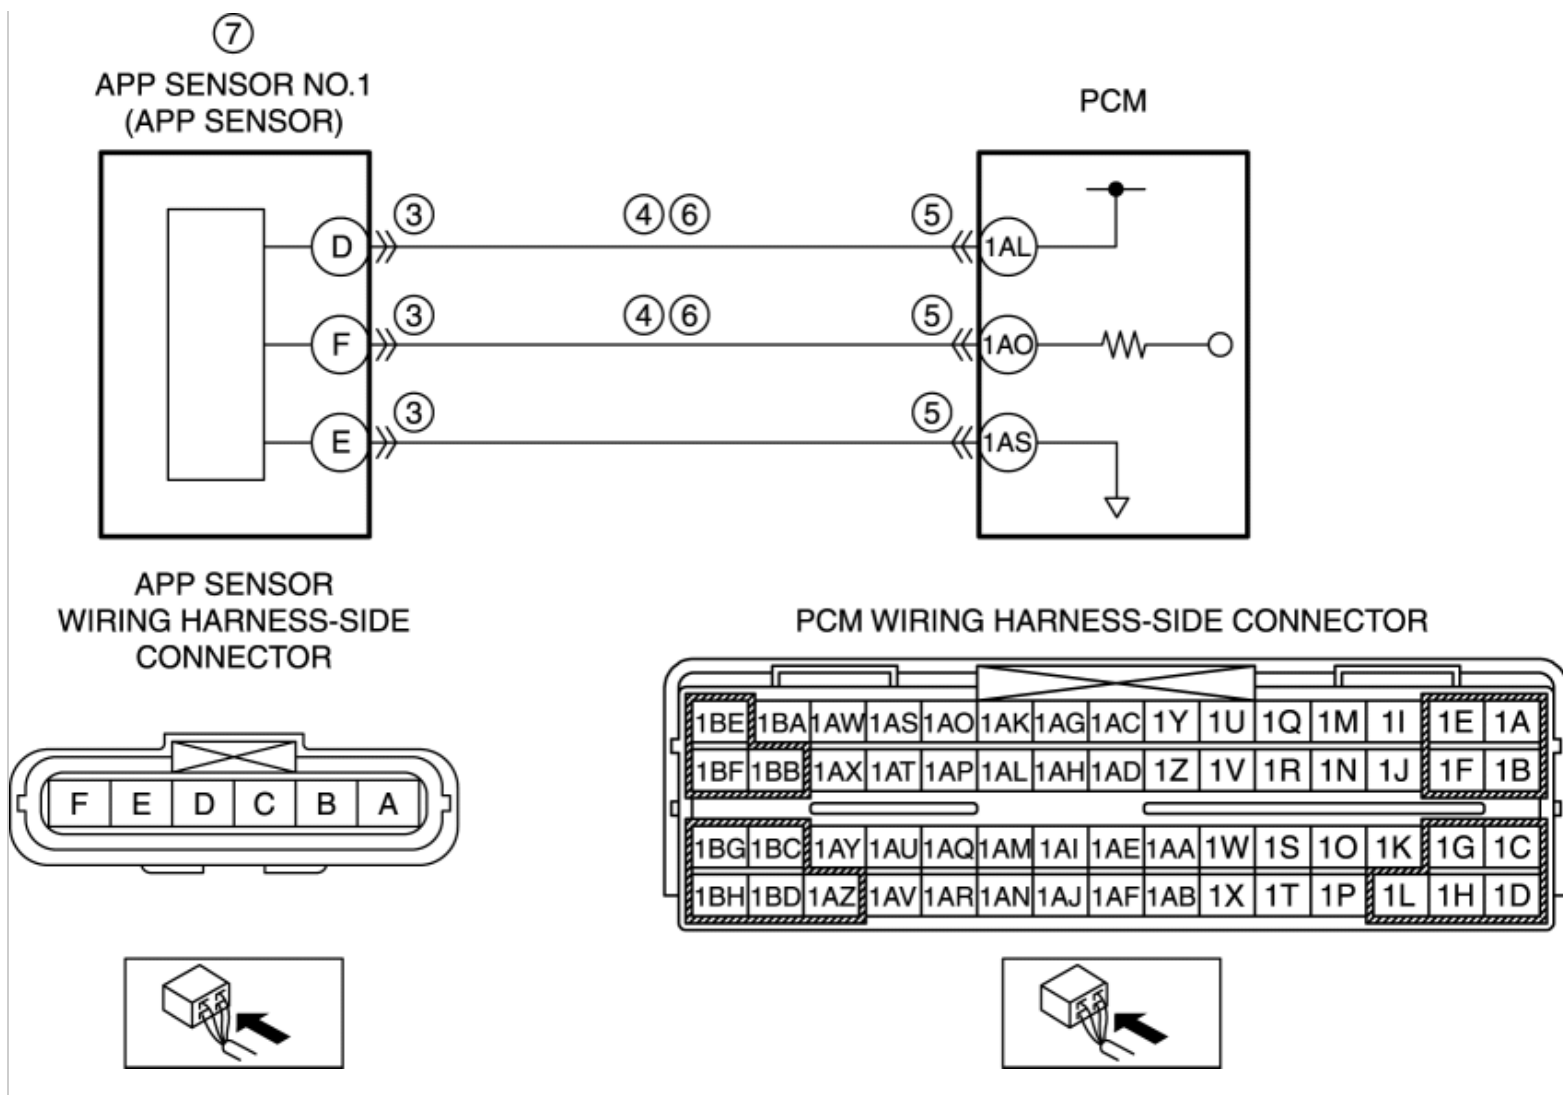 7
APP SENSOR NO.1
(APP SENSOR)
PCM
D 3 4 6 5 1AL
F 3 4 6 5 1AO
E 3 5 1AS
APP SENSOR
WIRING HARNESS-SIDE
CONNECTOR
F E D C B A
PCM WIRING HARNESS-SIDE CONNECTOR
1BE 1BA 1AW 1AS 1AO 1AK 1AG 1AC 1Y 1U 1Q 1M 1I 1E 1A
1BF 1BB 1AX 1AT 1AP 1AL 1AH 1AD 1Z 1V 1R 1N 1J 1F 1B
1BG 1BC 1AY 1AU 1AQ 1AM 1AI 1AE 1AA 1W 1S 1O 1K 1G 1C
1BH 1BD 1AZ 1AV 1AR 1AN 1AJ 1AF 1AB 1X 1T 1P 1L 1H 1D